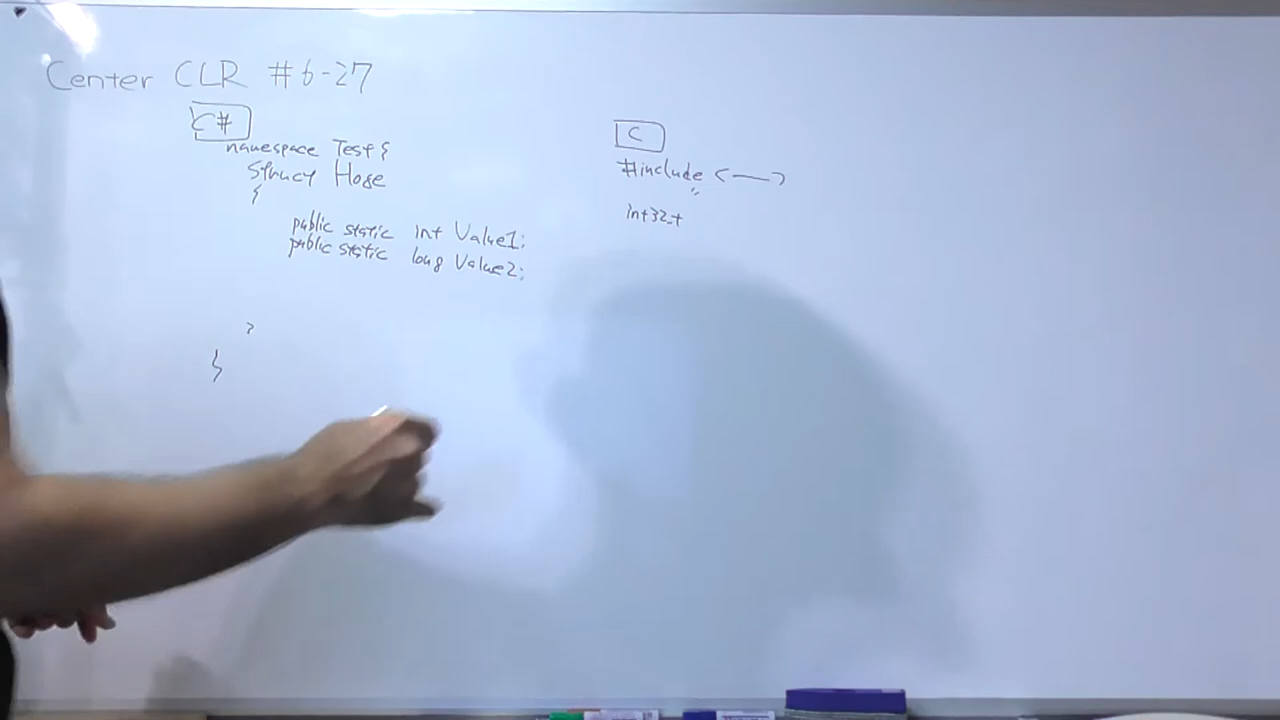 Center CLR #6-27
C#
namespace Test {
struct Hoge
{
public static int Value1;
public static long Value2;
}
}
C
#include < >
int32_t